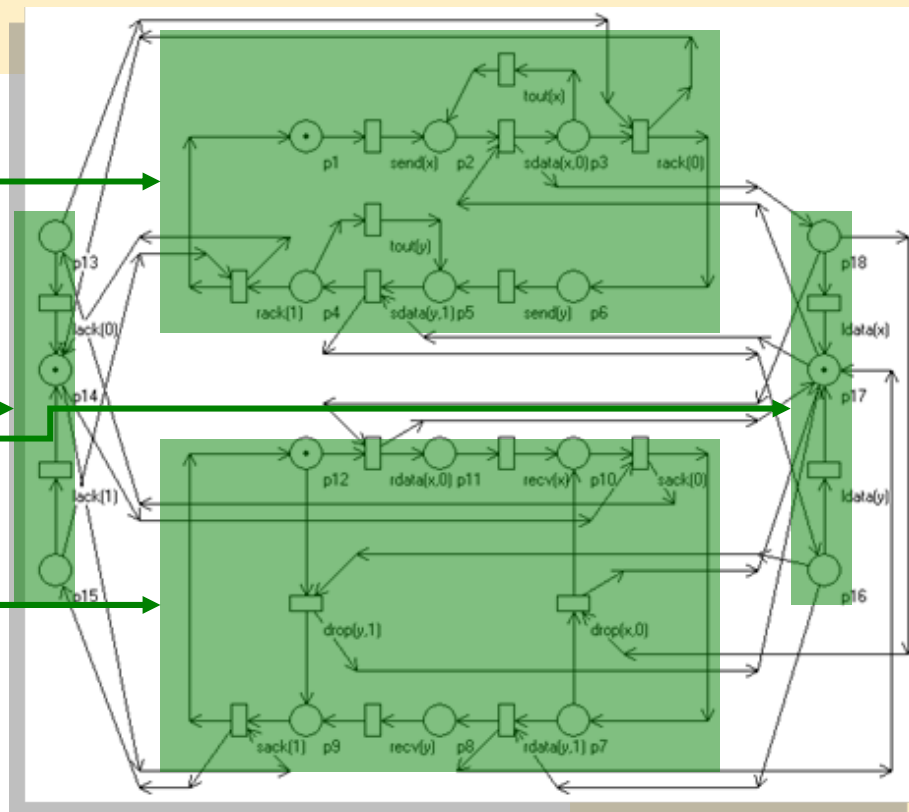 tout(x)
p1 send(x) p2 sdata(x,0) p3 rack(0)
p13 tout(y) p18
rack(1) p4 sdata(y,1) p5 send(y) p6
lack(0) ldata(x)
p14 p17
p12 rdata(x,0) p11 recv(x) p10 sack(0)
lack(1) ldata(y)
p15 p16
drop(y,1) drop(x,0)
sack(1) p9 recv(y) p8 rdata(y,1) p7